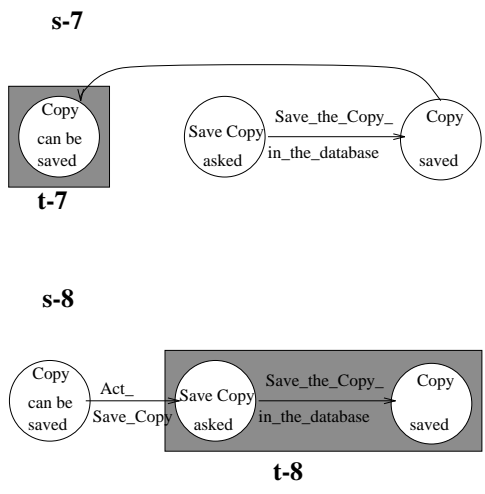 s-7
Copy
can be
saved
t-7
Save Copy
asked
Save_the_Copy_
in_the_database
Copy
saved
s-8
Copy
can be
saved
Act_
Save_Copy
Save Copy
asked
Save_the_Copy_
in_the_database
Copy
saved
t-8